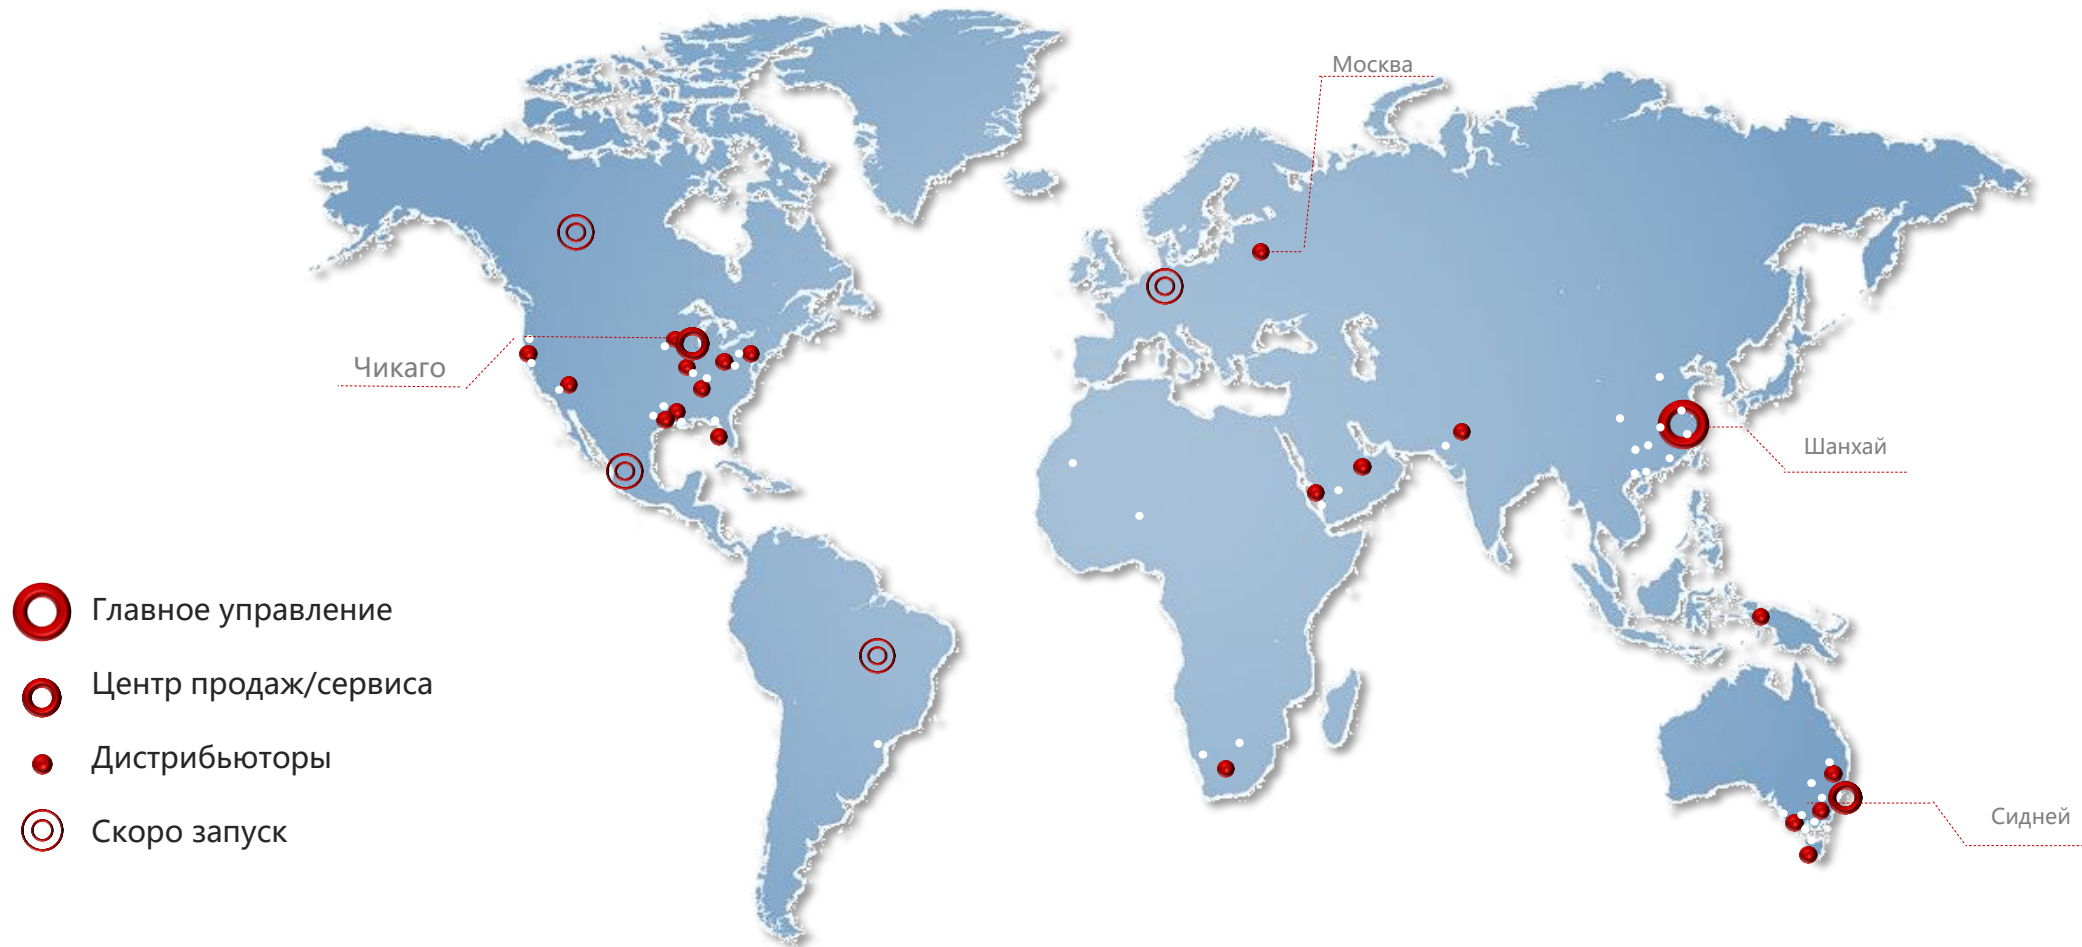 Москва
Чикаго
Шанхай
Главное управление
Центр продаж/сервиса
Дистрибьюторы
Скоро запуск
Сидней